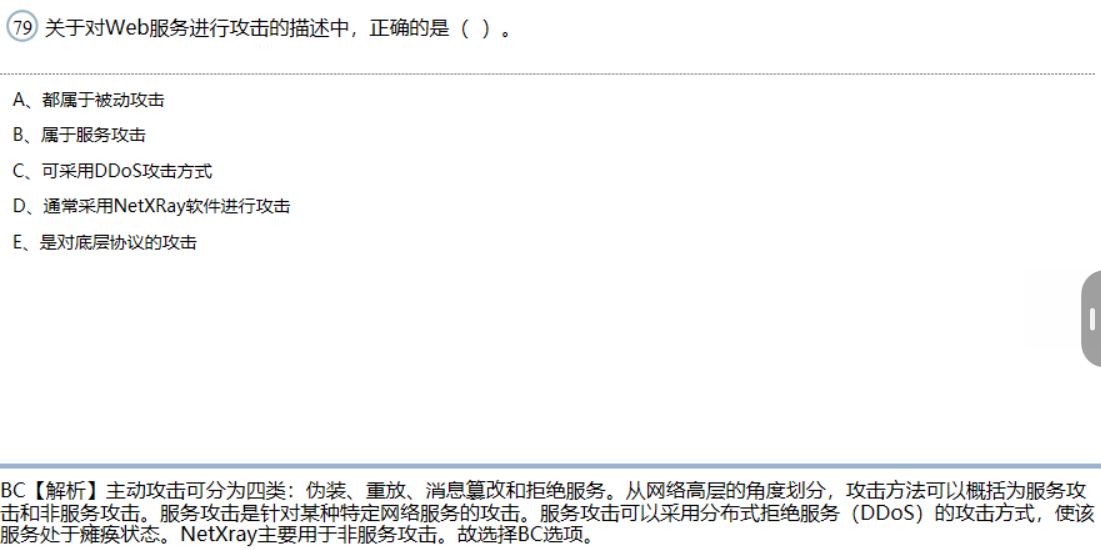 79 关于对Web服务进行攻击的描述中，正确的是（ ）。
A、都属于被动攻击
B、属于服务攻击
C、可采用DDoS攻击方式
D、通常采用NetXRay软件进行攻击
E、是对底层协议的攻击
BC【解析】主动攻击可分为四类：伪装、重放、消息篡改和拒绝服务。从网络高层的角度划分，攻击方法可以概括为服务攻
击和非服务攻击。服务攻击是针对某种特定网络服务的攻击。服务攻击可以采用分布式拒绝服务（DDoS）的攻击方式，使该
服务处于瘫痪状态。NetXray主要用于非服务攻击。故选择BC选项。